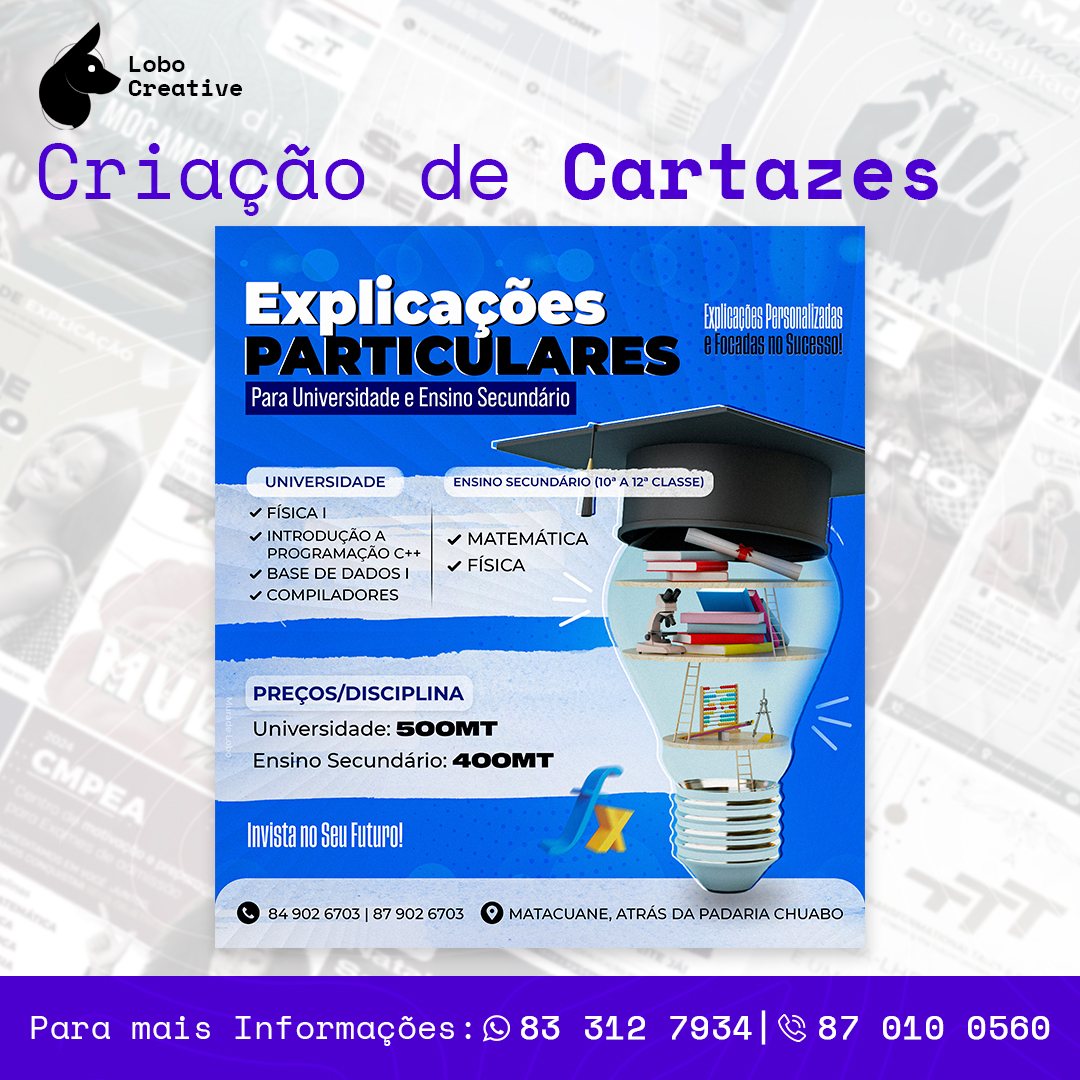 Lobo
Creative
Criação de Cartazes
Explicações
PARTICULARES
Para Universidade e Ensino Secundário
Explicações Personalizadas
e Focadas no Sucesso!
UNIVERSIDADE
FÍSICA I
INTRODUÇÃO A
PROGRAMAÇÃO C++
BASE DE DADOS I
COMPILADORES
ENSINO SECUNDÁRIO (10ª A 12ª CLASSE)
MATEMÁTICA
FÍSICA
PREÇOS/DISCIPLINA
Universidade: 500MT
Ensino Secundário: 400MT
fx
Invista no Seu Futuro!
84 902 6703 | 87 902 6703
MATACUANE, ATRÁS DA PADARIA CHUABO
CMPEA
Para mais Informações: 83 312 7934 | 87 010 0560